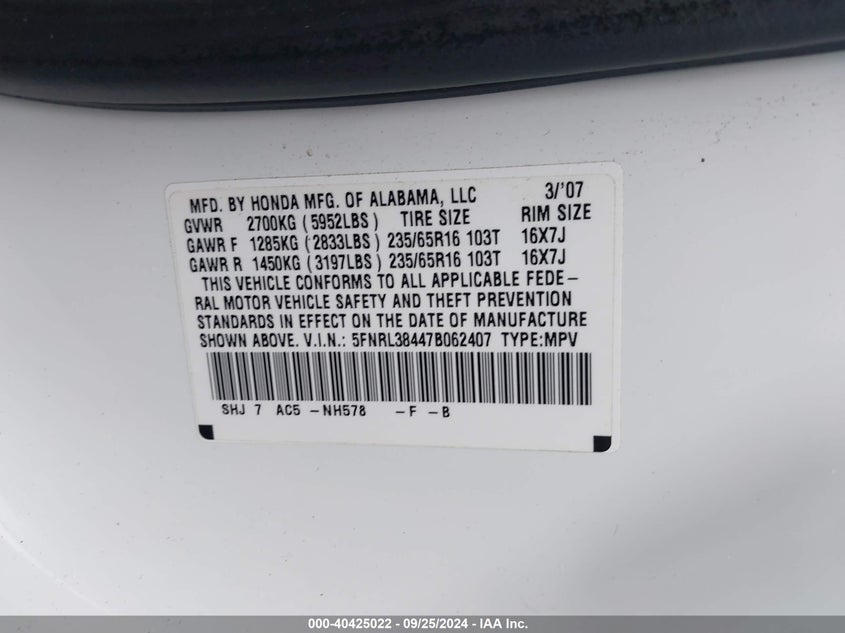 MFD. BY HONDA MFG. OF ALABAMA, LLC 3/'07
GVWR 2700KG (5952LBS) TIRE SIZE RIM SIZE
GAWR F 1285KG (2833LBS) 235/65R16 103T 16X7J
GAWR R 1450KG (3197LBS) 235/65R16 103T 16X7J
THIS VEHICLE CONFORMS TO ALL APPLICABLE FEDE-
RAL MOTOR VEHICLE SAFETY AND THEFT PREVENTION
STANDARDS IN EFFECT ON THE DATE OF MANUFACTURE
SHOWN ABOVE. V.I.N.: 5FNRL38447B062407 TYPE:MPV
SHJ 7 AC5 -NH578 -F -B
000-40425022 - 09/25/2024 - IAA Inc.